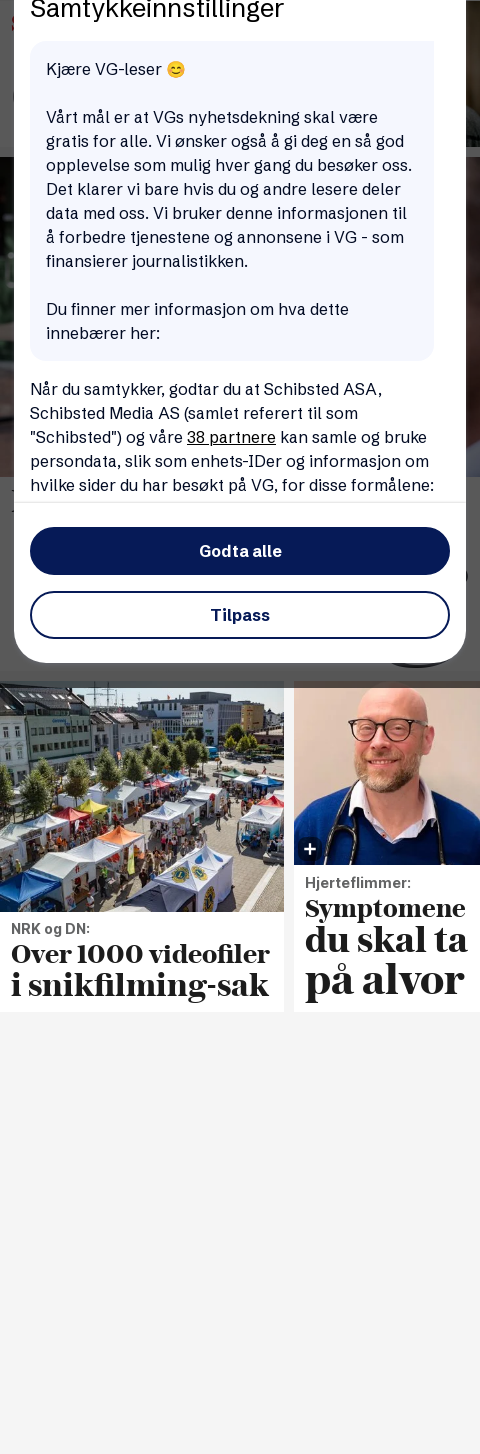 Samtykkeinnstillinger
Kjære VG-leser 😊
Vårt mål er at VGs nyhetsdekning skal være
gratis for alle. Vi ønsker også å gi deg en så god
opplevelse som mulig hver gang du besøker oss.
Det klarer vi bare hvis du og andre lesere deler
data med oss. Vi bruker denne informasjonen til
å forbedre tjenestene og annonsene i VG - som
finansierer journalistikken.
Du finner mer informasjon om hva dette
innebærer her:
Når du samtykker, godtar du at Schibsted ASA,
Schibsted Media AS (samlet referert til som
"Schibsted") og våre 38 partnere kan samle og bruke
persondata, slik som enhets-IDer og informasjon om
hvilke sider du har besøkt på VG, for disse formålene:
Godta alle
Tilpass
NRK og DN:
Over 1000 videofiler
i snikfilming-sak
Hjerteflimmer:
Symptomene
du skal ta
på alvor